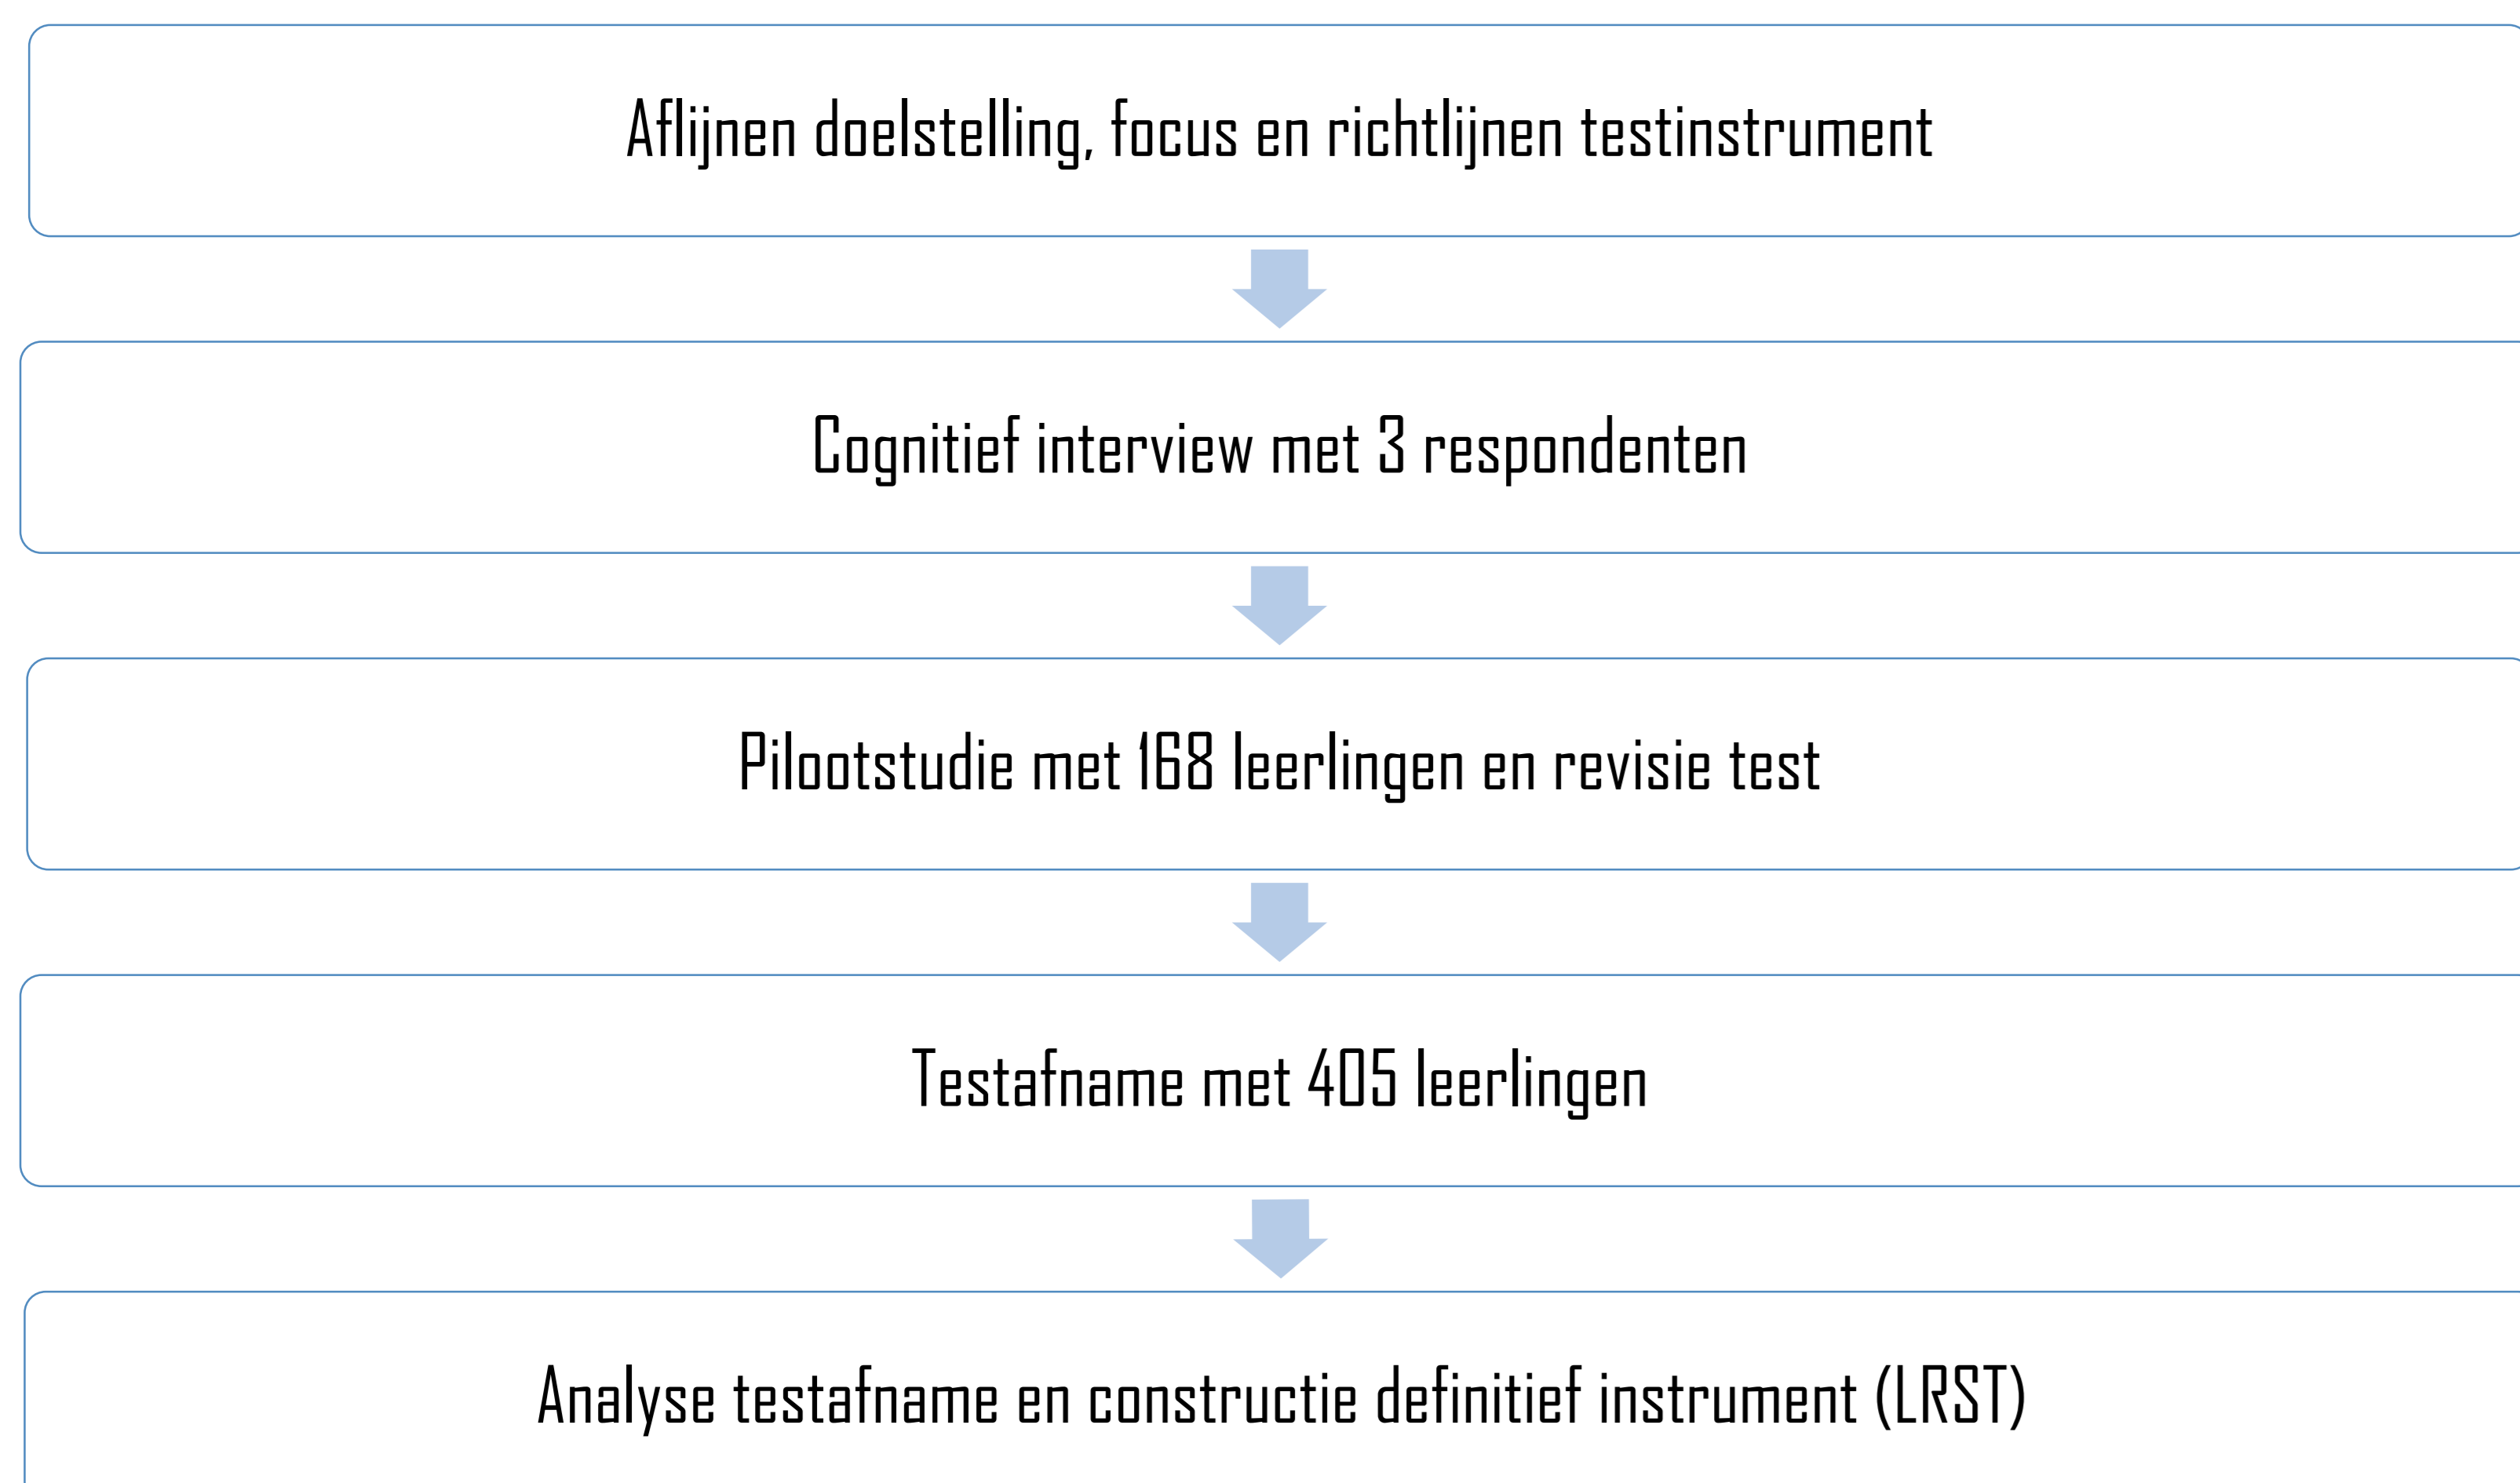 Aflijnen doelstelling, focus en richtlijnen testinstrument
Cognitief interview met 3 respondenten
Pilootstudie met 168 leerlingen en revisie test
Testafname met 405 leerlingen
Analyse testafname en constructie definitief instrument (LRST)